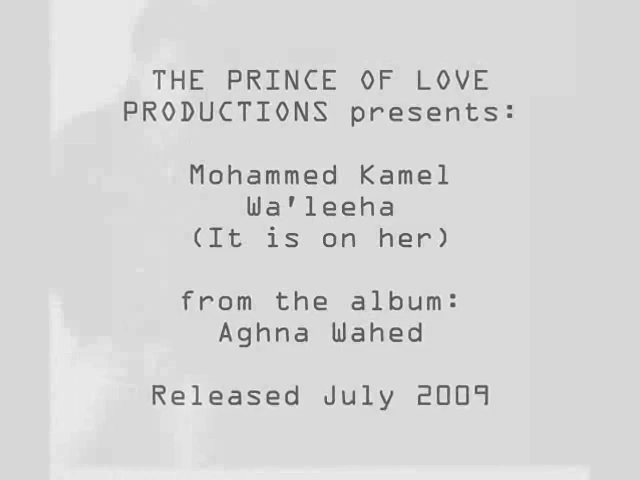 THE PRINCE OF LOVE
PRODUCTIONS presents:
Mohammed Kamel
Wa'leeha
(It is on her)
from the album:
Aghna Wahed
Released July 2009